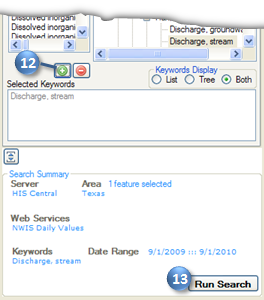 Dissolved inorgani
Dissolved inorgani
Dissolved inorgani
Discharge, groundwa
Discharge, stream
12
Keywords Display
List Tree Both
Selected Keywords
Discharge, stream
Search Summary
Server Area 1 feature selected
HIS Central Texas
Web Services
NWIS Daily Values
Keywords Date Range 9/1/2009 ::: 9/1/2010
Discharge, stream
13 Run Search